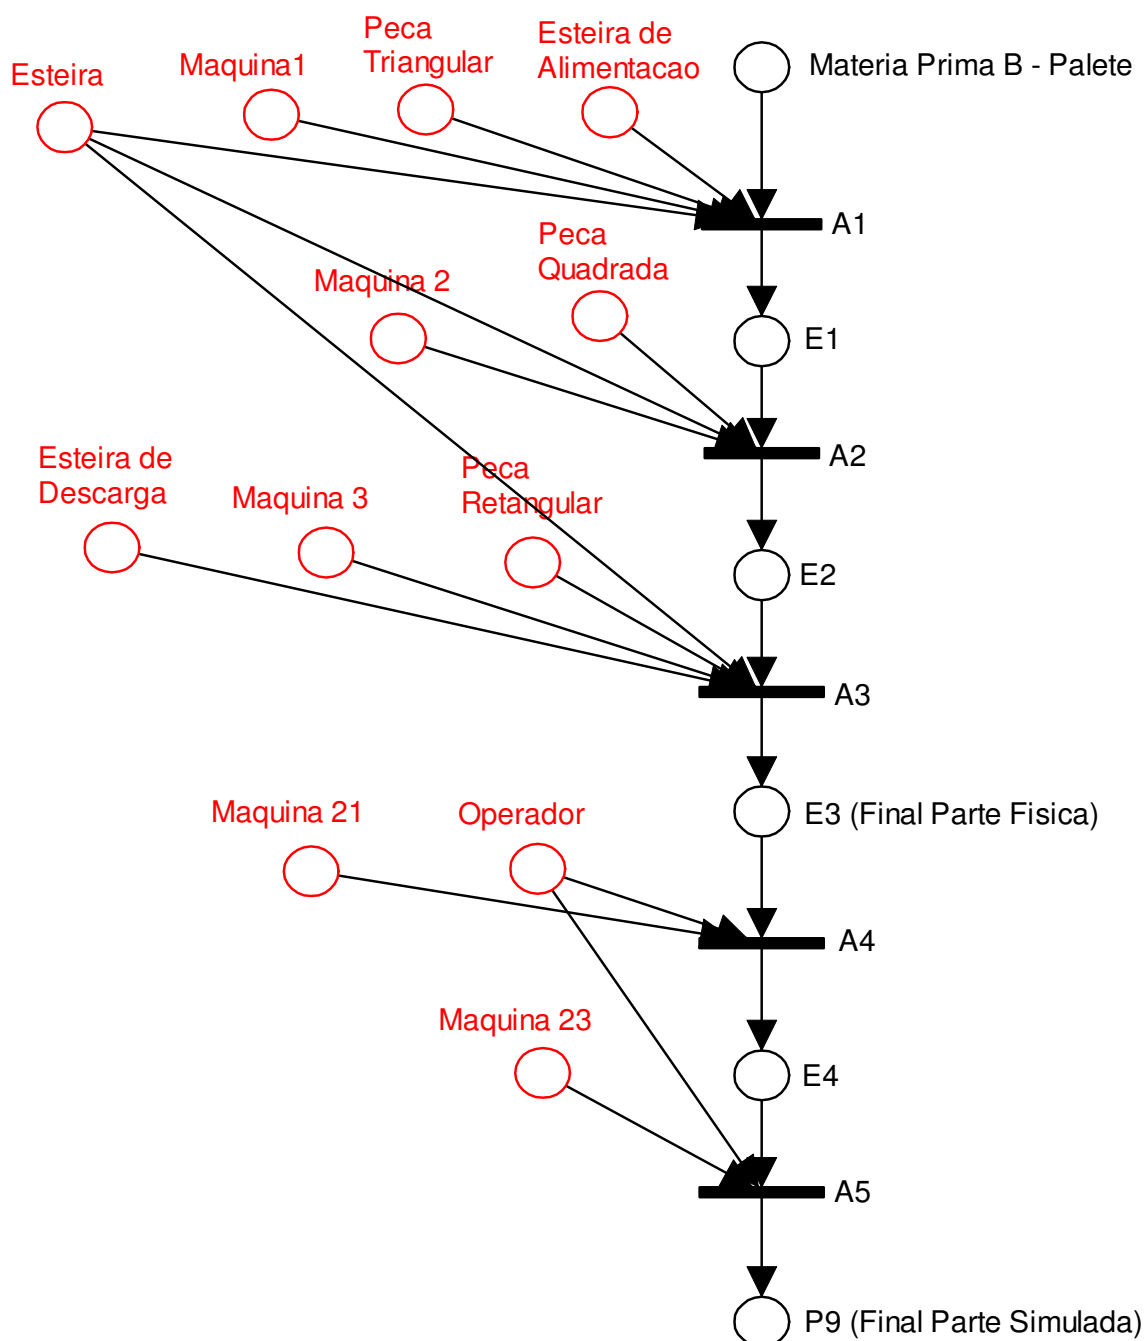 Peca
Triangular
Esteira de
Alimentacao
Materia Prima B - Palete
Esteira
Maquina1
A1
Peca
Quadrada
Maquina 2
E1
A2
Esteira de
Descarga
Maquina 3
Peca
Retangular
E2
A3
Maquina 21
Operador
E3 (Final Parte Fisica)
A4
Maquina 23
E4
A5
P9 (Final Parte Simulada)